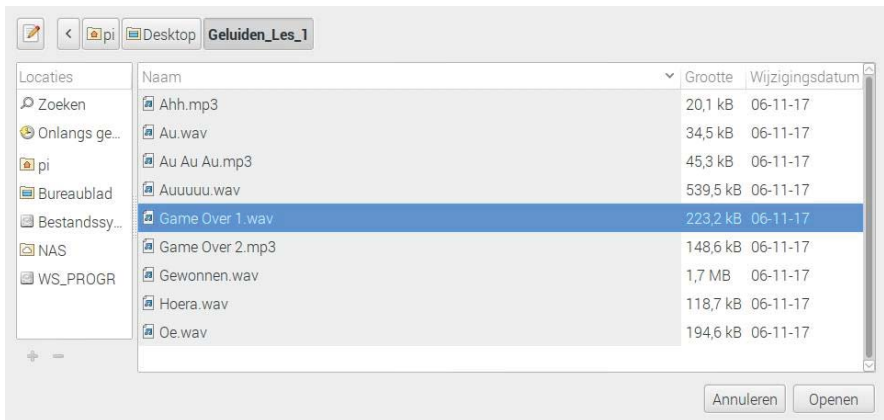 pi Desktop Geluiden_Les_1
Locaties
Zoeken
Onlangs ge...
pi
Bureaublad
Bestandssy...
NAS
WS_PROGR
Naam Grootte Wijzigingsdatum
Ahh.mp3 20,1 kB 06-11-17
Au.wav 34,5 kB 06-11-17
Au Au Au.mp3 45,3 kB 06-11-17
Auuuuu.wav 539,5 kB 06-11-17
Game Over 1.wav 223,2 kB 06-11-17
Game Over 2.mp3 148,6 kB 06-11-17
Gewonnen.wav 1,7 MB 06-11-17
Hoera.wav 118,7 kB 06-11-17
Oe.wav 194,6 kB 06-11-17
Annuleren Openen